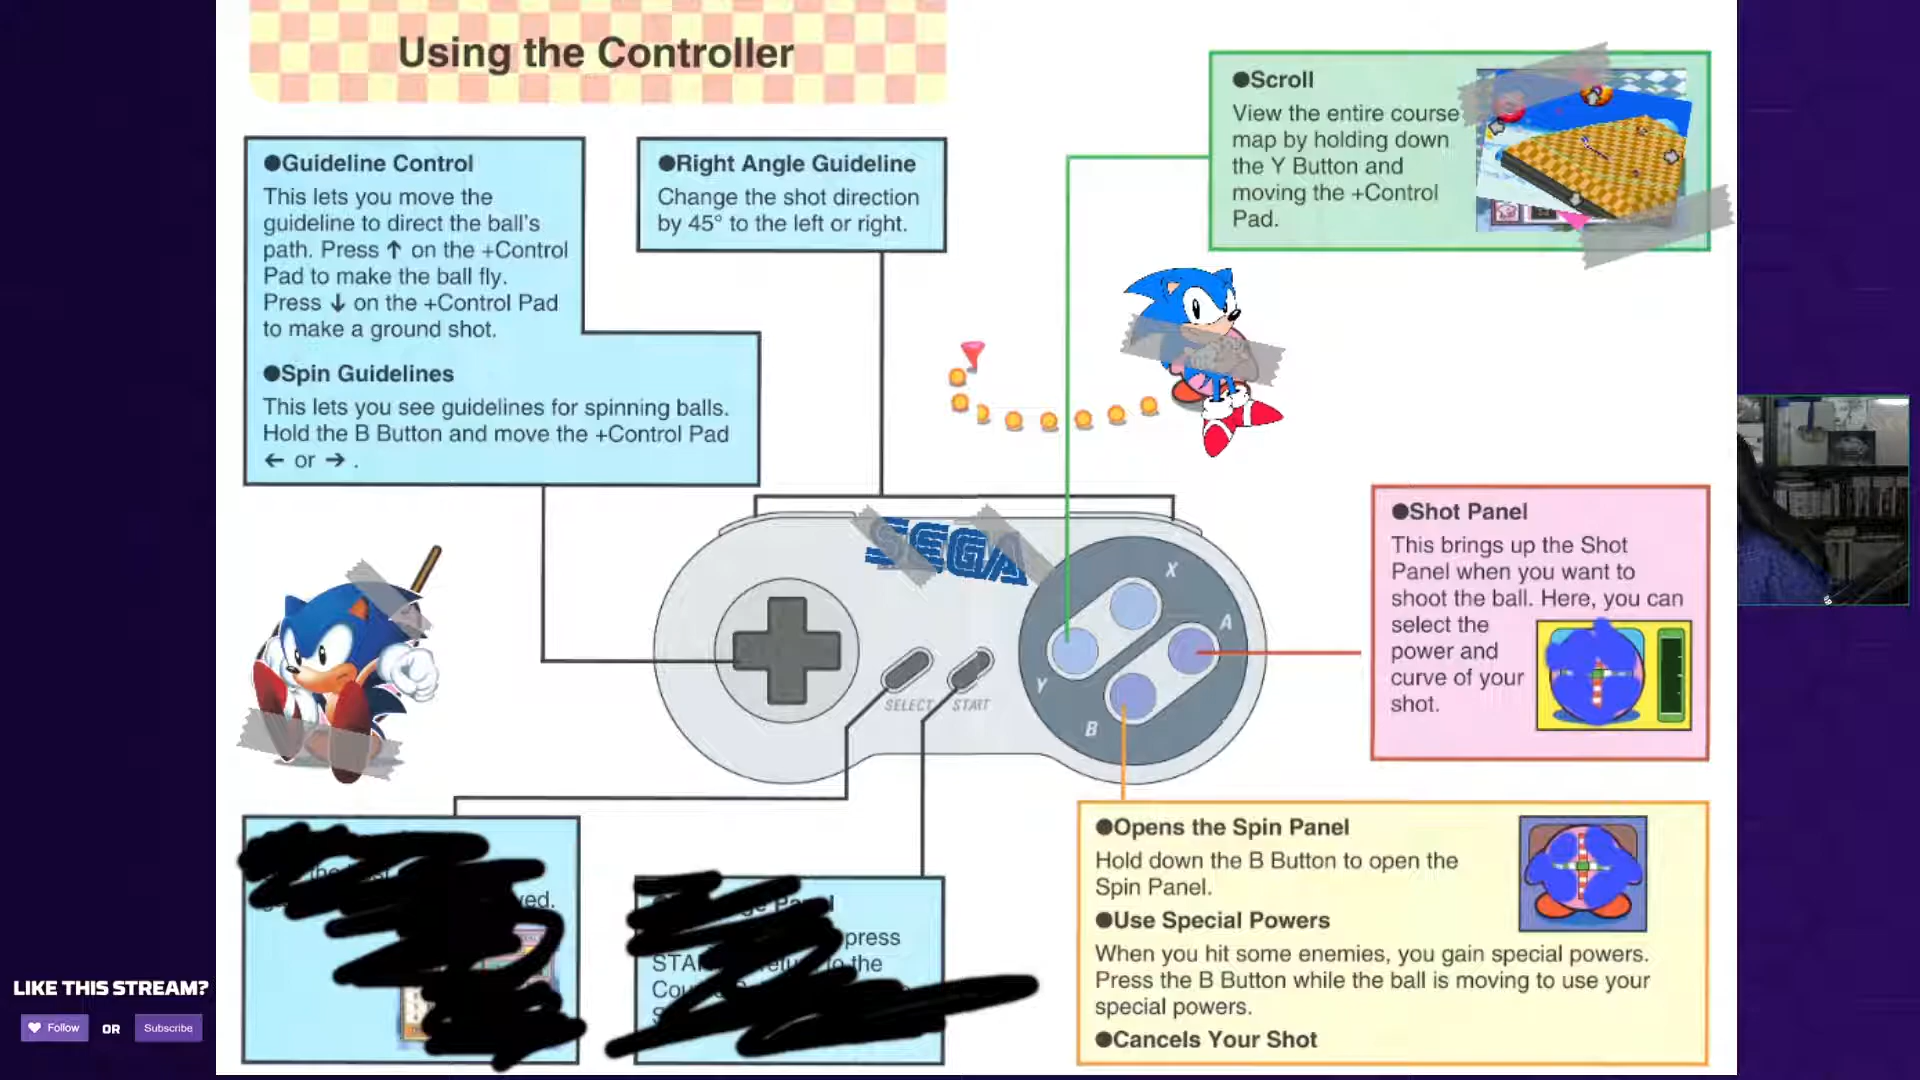 Using the Controller
●Guideline Control
This lets you move the
guideline to direct the ball's
path. Press ↑ on the +Control
Pad to make the ball fly.
Press ↓ on the +Control Pad
to make a ground shot.
●Spin Guidelines
This lets you see guidelines for spinning balls.
Hold the B Button and move the +Control Pad
← or → .
●Right Angle Guideline
Change the shot direction
by 45° to the left or right.
●Scroll
View the entire course
map by holding down
the Y Button and
moving the +Control
Pad.
SEGA
X
A
Y
B
SELECT
START
●Shot Panel
This brings up the Shot
Panel when you want to
shoot the ball. Here, you can
select the
power and
curve of your
shot.
press
the
●Opens the Spin Panel
Hold down the B Button to open the
Spin Panel.
●Use Special Powers
When you hit some enemies, you gain special powers.
Press the B Button while the ball is moving to use your
special powers.
●Cancels Your Shot
LIKE THIS STREAM?
Follow OR Subscribe